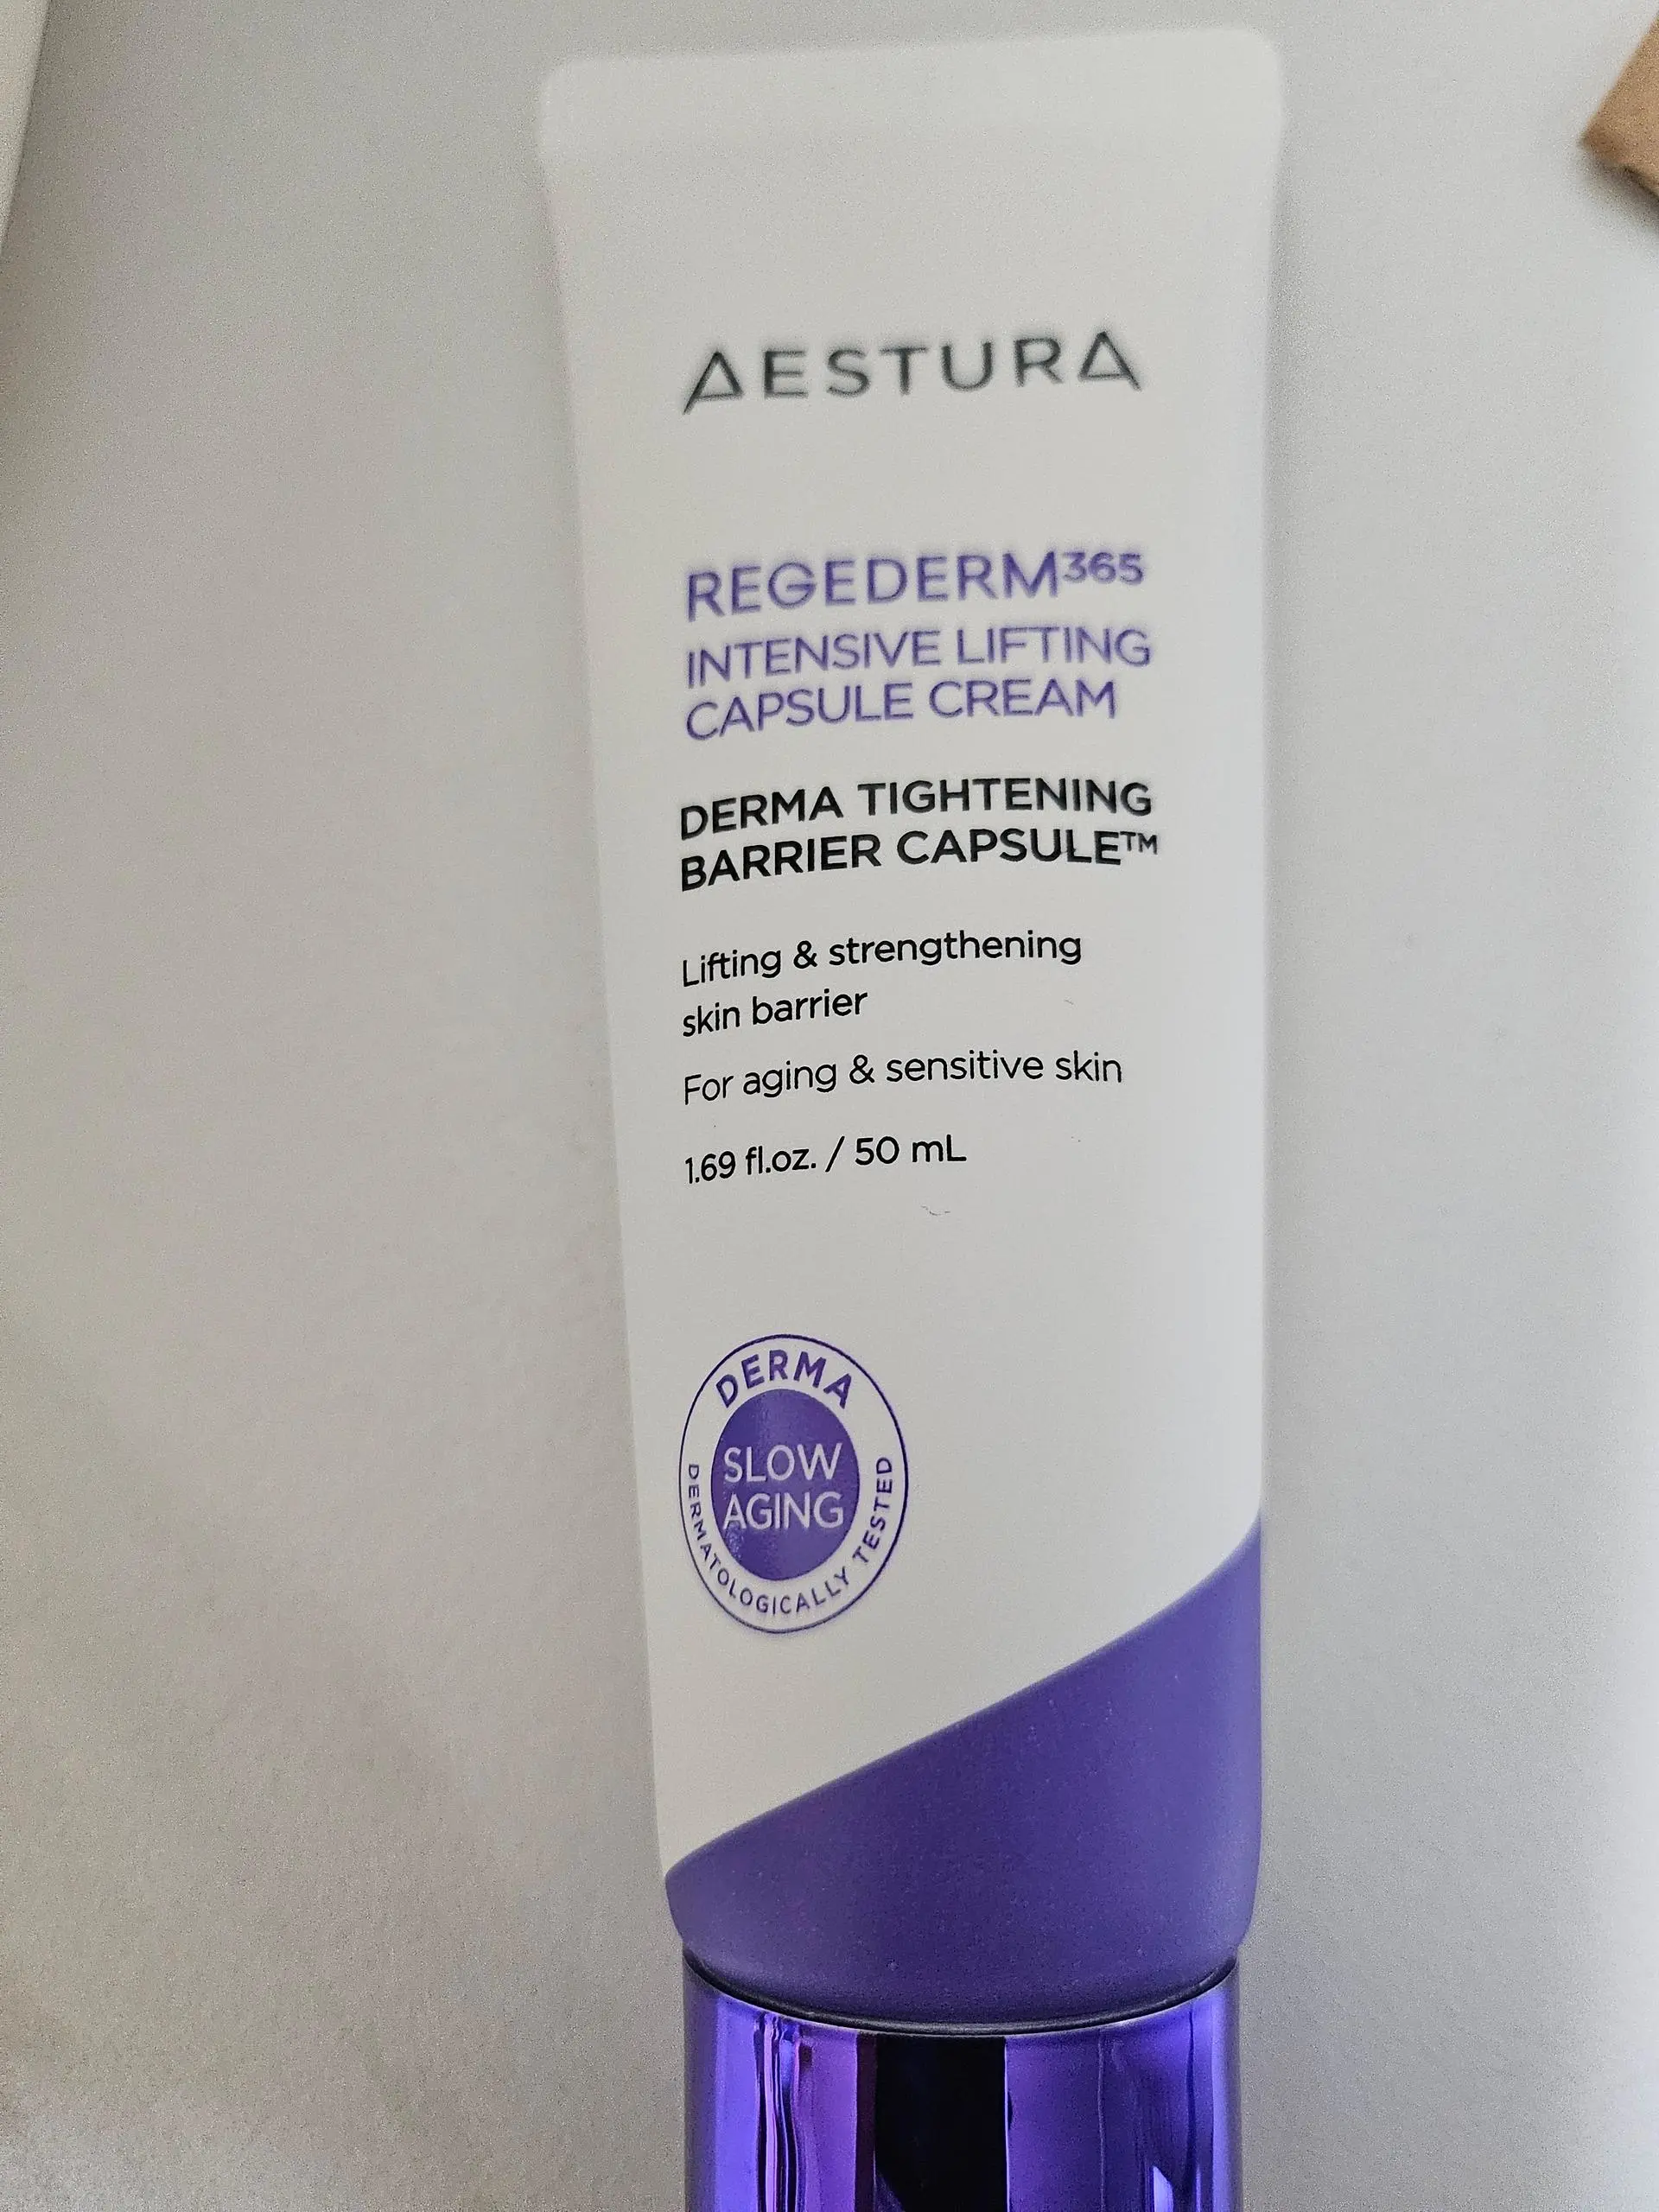 AESTURA
REGEDERM³⁶⁵
INTENSIVE LIFTING
CAPSULE CREAM
DERMA TIGHTENING
BARRIER CAPSULE™
Lifting & strengthening
skin barrier
For aging & sensitive skin
1.69 fl.oz. / 50 mL
DERMA
SLOW
AGING
DERMATOLOGICALLY TESTED